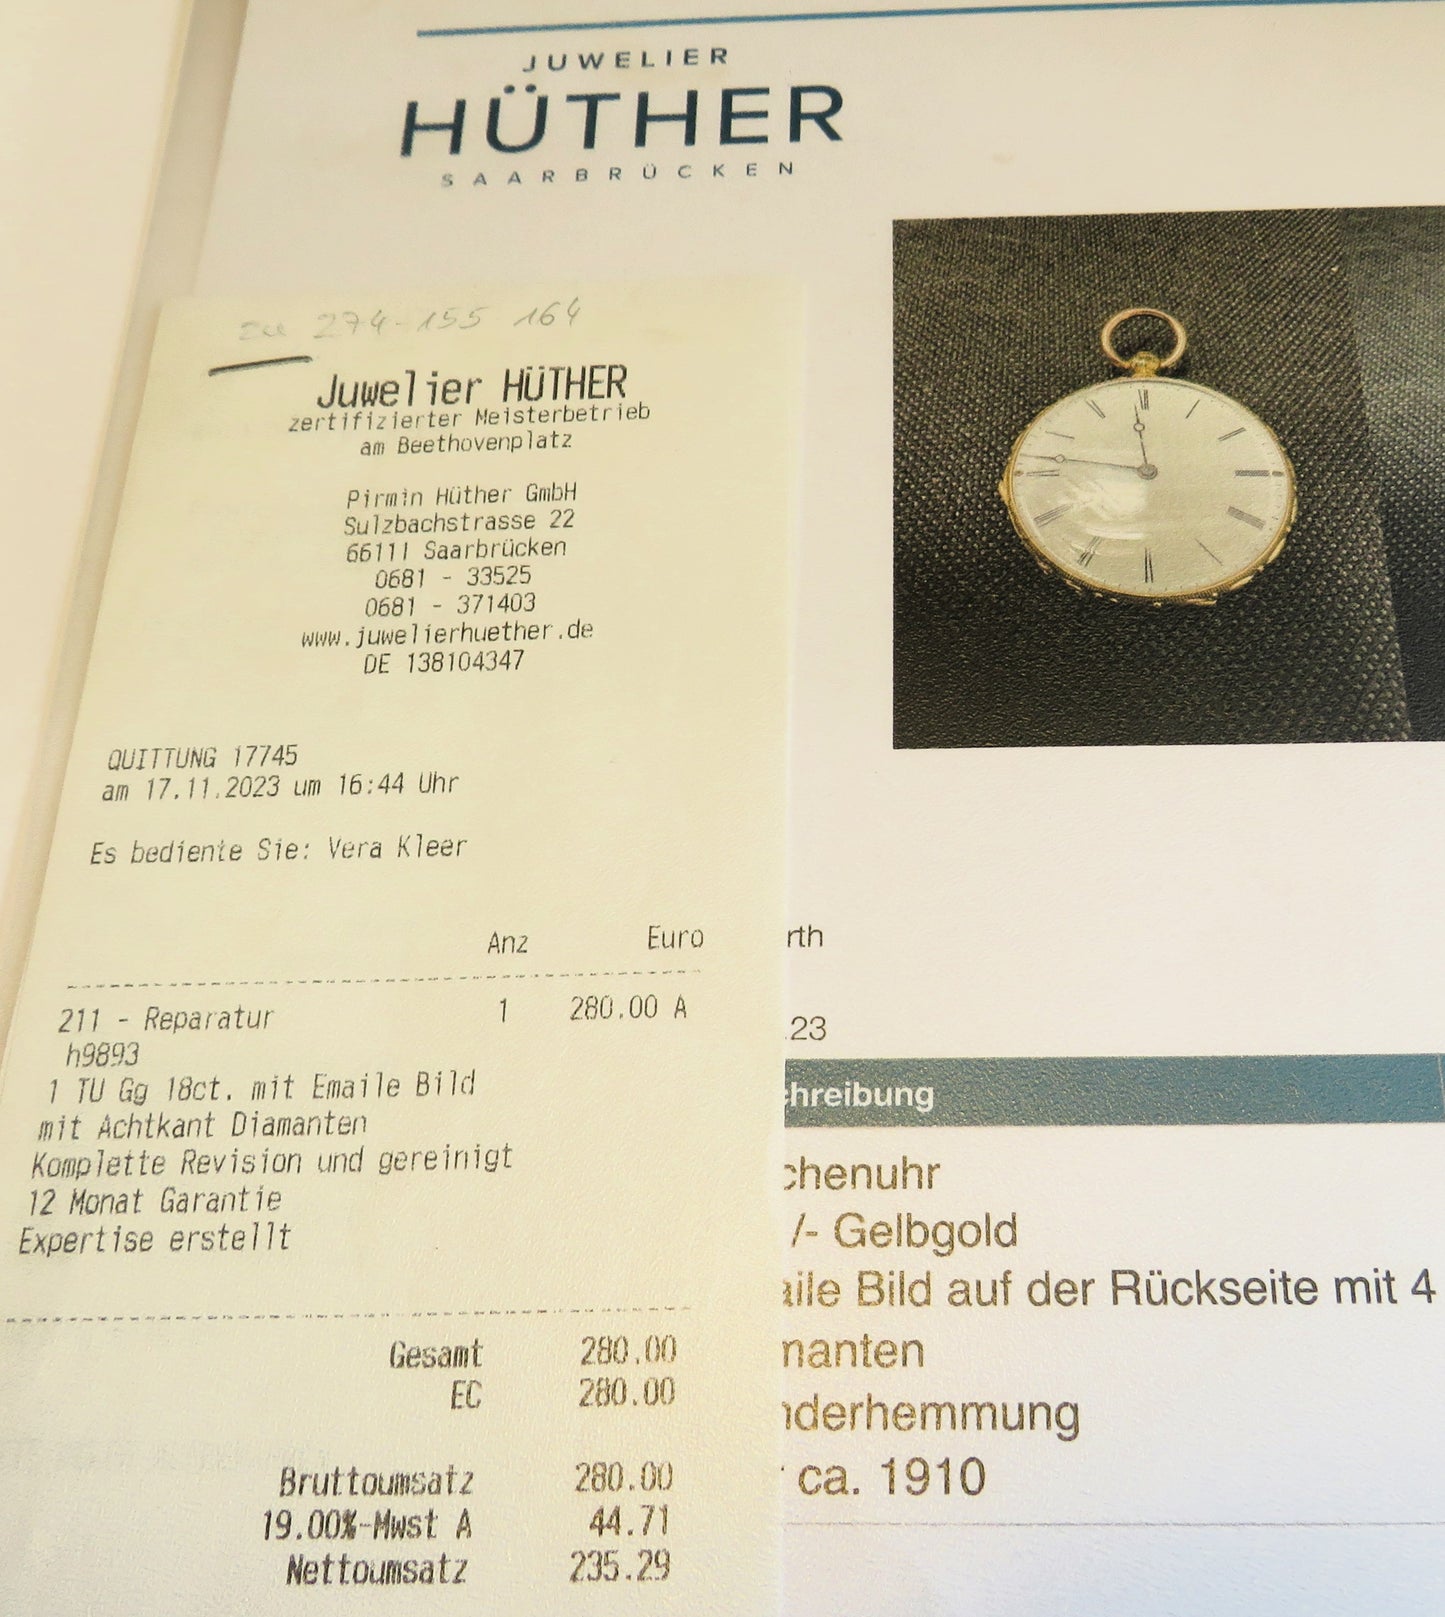 JUWELIER
HÜTHER
SAARBRÜCKEN
zu 274-155 164
Juwelier HÜTHER
zertifizierter Meisterbetrieb
am Beethovenplatz
Pirmin Hüther GmbH
Sulzbachstrasse 22
66111 Saarbrücken
0681 - 33525
0681 - 371403
www.juwelierhuether.de
DE 138104347
QUITTUNG 17745
am 17.11.2023 um 16:44 Uhr
Es bediente Sie: Vera Kleer
Anz Euro
211 - Reparatur 1 280.00 A
h9893
1 TU Gg 18ct. mit Emaile Bild
mit Achtkant Diamanten
Komplette Revision und gereinigt
12 Monat Garantie
Expertise erstellt
Gesamt 280.00
EC 280.00
Bruttoumsatz 280.00
19.00%-Mwst A 44.71
Nettoumsatz 235.29
rth
.23
chreibung
chenuhr
/- Gelbgold
aile Bild auf der Rückseite mit 4
manten
nderhemmung
ca. 1910